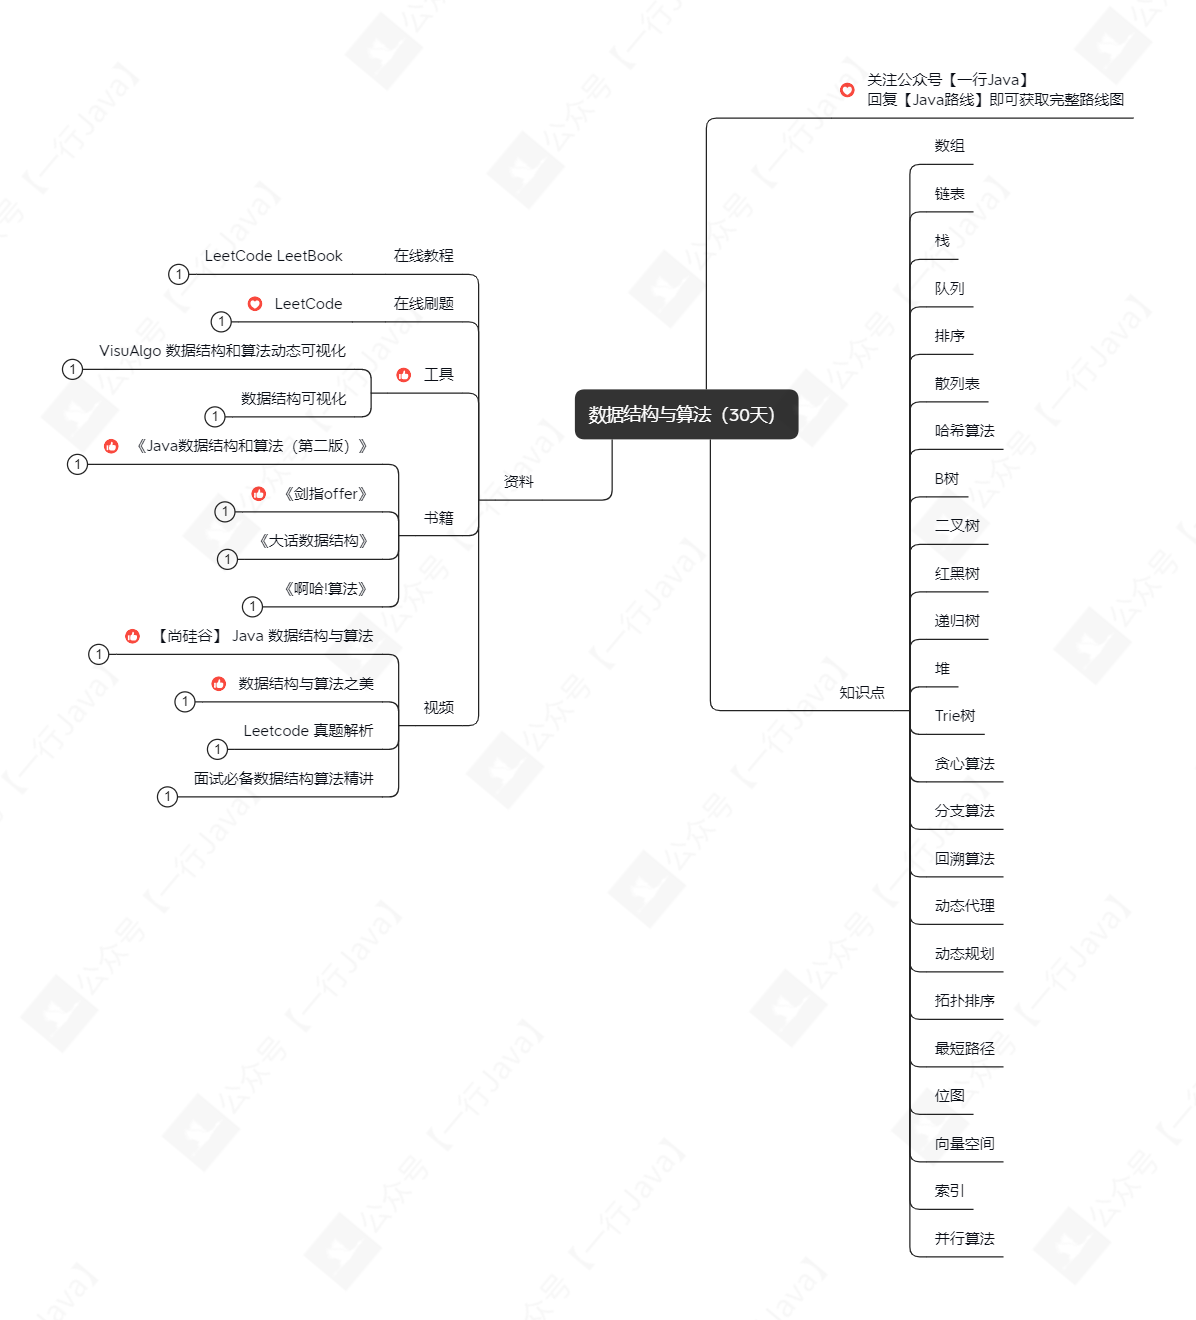 关注公众号【一行Java】
回复【Java路线】即可获取完整路线图
数据结构与算法（30天）
资料
在线教程
LeetCode LeetBook
1
在线刷题
LeetCode
1
工具
VisuAlgo 数据结构和算法动态可视化
1
数据结构可视化
1
书籍
《Java数据结构和算法（第二版）》
1
《剑指offer》
1
《大话数据结构》
1
《啊哈!算法》
1
视频
【尚硅谷】 Java 数据结构与算法
1
数据结构与算法之美
1
Leetcode 真题解析
1
面试必备数据结构算法精讲
1
知识点
数组
链表
栈
队列
排序
散列表
哈希算法
B树
二叉树
红黑树
递归树
堆
Trie树
贪心算法
分支算法
回溯算法
动态代理
动态规划
拓扑排序
最短路径
位图
向量空间
索引
并行算法
公众号【一行Java】